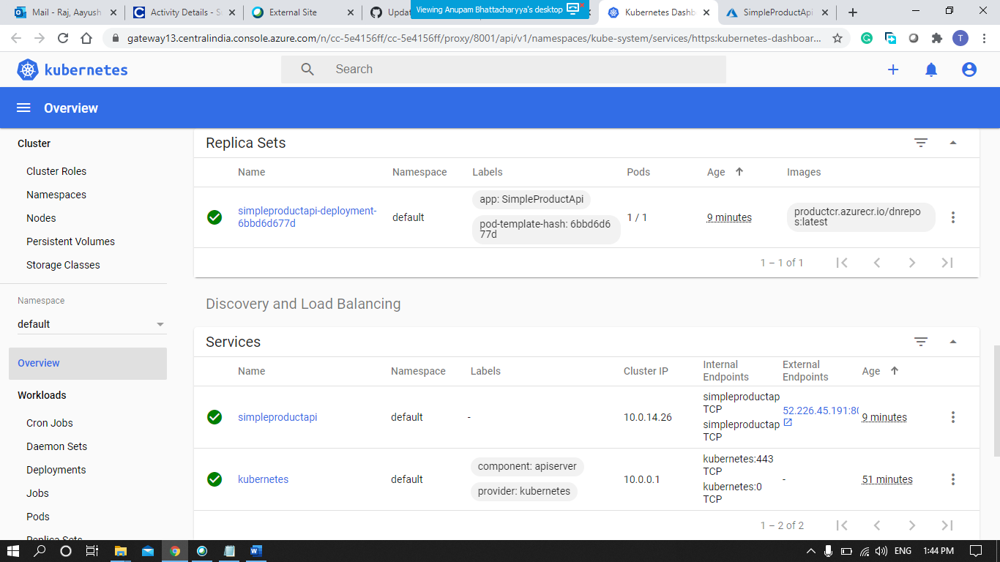 Mail - Raj, Aayush
Activity Details - S
External Site
Updat
Viewing Anupam Bhattacharyya's desktop
Kubernetes Dashb
SimpleProductApi
gateway13.centralindia.console.azure.com/n/cc-5e4156ff/cc-5e4156ff/proxy/8001/api/v1/namespaces/kube-system/services/https:kubernetes-dashboar...
T
kubernetes
Search
Overview
Cluster
Cluster Roles
Namespaces
Nodes
Persistent Volumes
Storage Classes
Namespace
default
Overview
Workloads
Cron Jobs
Daemon Sets
Deployments
Jobs
Pods
Replica Sets
Replica Sets
Name Namespace Labels Pods Age Images
simpleproductapi-deployment-
6bbd6d677d
default
app: SimpleProductApi
pod-template-hash: 6bbd6d6
77d
1 / 1
9 minutes
productcr.azurecr.io/dnrepo
s:latest
1 – 1 of 1
Discovery and Load Balancing
Services
Name Namespace Labels Cluster IP Internal
Endpoints External
Endpoints Age
simpleproductapi
default
-
10.0.14.26
simpleproductap
TCP
simpleproductap
TCP
52.226.45.191:80
9 minutes
kubernetes
default
component: apiserver
provider: kubernetes
10.0.0.1
kubernetes:443
TCP
kubernetes:0
TCP
-
51 minutes
1 – 2 of 2
ENG
1:44 PM